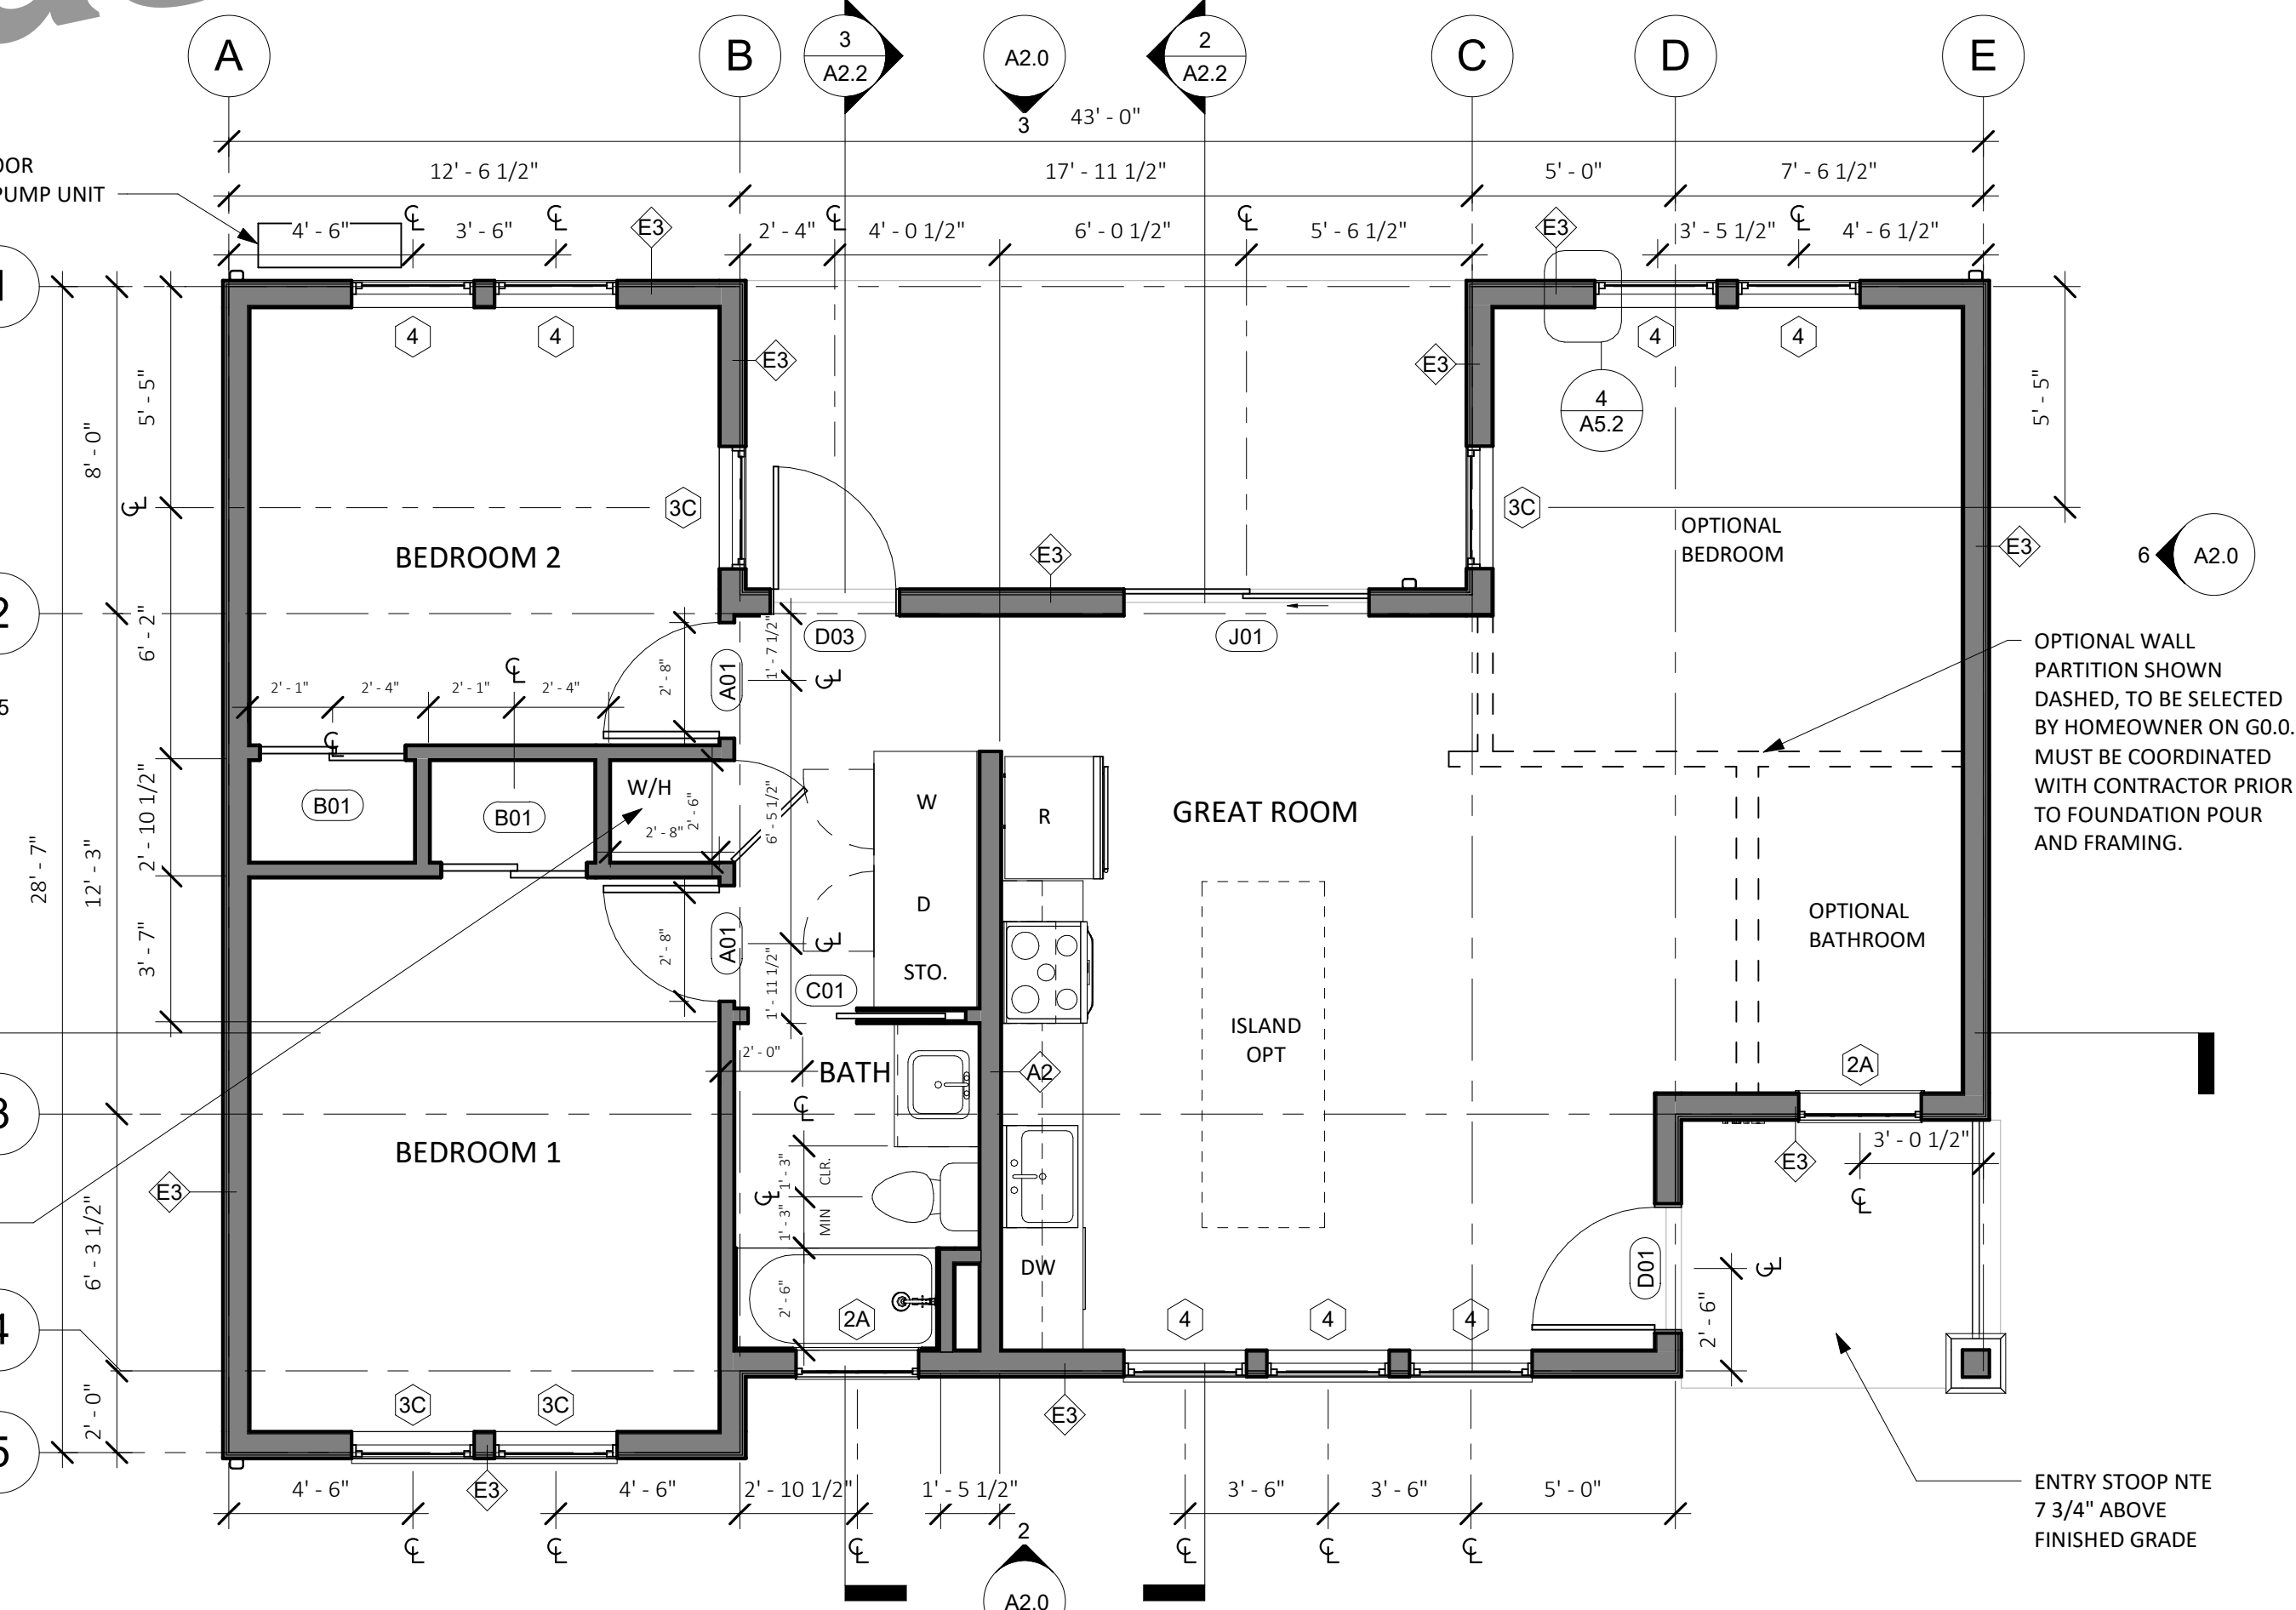 A
B
3
A2.2
A2.0
3
2
A2.2
C
D
E
43' - 0"
12' - 6 1/2"
17' - 11 1/2"
5' - 0"
7' - 6 1/2"
PUMP UNIT
4' - 6"
3' - 6"
E3
2' - 4"
4' - 0 1/2"
6' - 0 1/2"
5' - 6 1/2"
E3
3' - 5 1/2"
4' - 6 1/2"
4
4
E3
E3
4
4
4
A5.2
5' - 5"
8' - 0"
5' - 5"
3C
3C
OPTIONAL
BEDROOM
BEDROOM 2
E3
E3
6
A2.0
2
6' - 2"
D03
J01
1' - 7 1/2"
A01
2' - 8"
2' - 1"
2' - 4"
2' - 1"
2' - 4"
5
OPTIONAL WALL
PARTITION SHOWN
DASHED, TO BE SELECTED
BY HOMEOWNER ON G0.0.
MUST BE COORDINATED
WITH CONTRACTOR PRIOR
TO FOUNDATION POUR
AND FRAMING.
28' - 7"
12' - 3"
2' - 10 1/2"
B01
B01
W/H
2' - 6"
2' - 8"
6' - 5 1/2"
W
R
GREAT ROOM
3' - 7"
2' - 8"
A01
D
STO.
C01
1' - 11 1/2"
OPTIONAL
BATHROOM
ISLAND
OPT
2' - 0"
BATH
A2
2A
3
BEDROOM 1
E3
1' - 3"
CLR.
1' - 3"
MIN
3' - 0 1/2"
E3
6' - 3 1/2"
2' - 6"
2A
DW
D01
2' - 6"
4
4
4
4
2' - 0"
3C
3C
E3
E3
5
4' - 6"
4' - 6"
2' - 10 1/2"
1' - 5 1/2"
3' - 6"
3' - 6"
5' - 0"
ENTRY STOOP NTE
7 3/4" ABOVE
FINISHED GRADE
2
A2.0